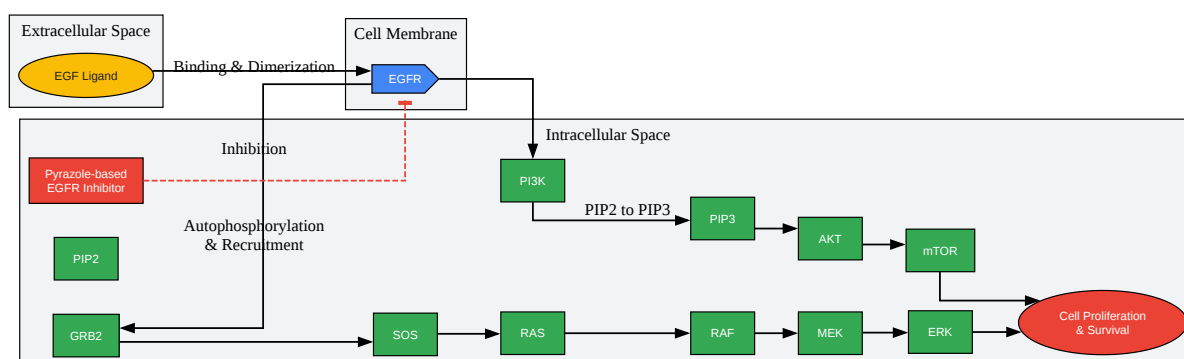 Extracellular Space
Cell Membrane
EGF Ligand
Binding & Dimerization
EGFR
Intracellular Space
Inhibition
Pyrazole-based
EGFR Inhibitor
PI3K
Autophosphorylation
& Recruitment
PIP2 to PIP3
PIP3
AKT
mTOR
PIP2
GRB2
SOS
RAS
RAF
MEK
ERK
Cell Proliferation
& Survival